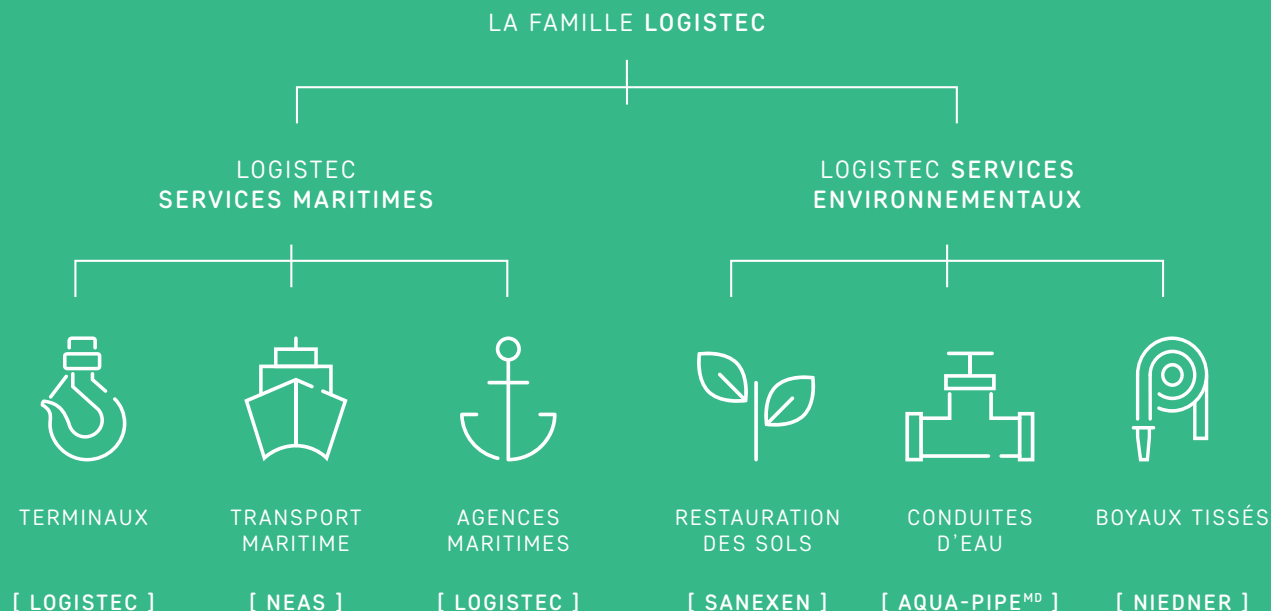 LA FAMILLE LOGISTEC
LOGISTEC
SERVICES MARITIMES
LOGISTEC SERVICES
ENVIRONNEMENTAUX
TERMINAUX
[ LOGISTEC ]
TRANSPORT
MARITIME
[ NEAS ]
AGENCES
MARITIMES
[ LOGISTEC ]
RESTAURATION
DES SOLS
[ SANEXEN ]
CONDUITES
D'EAU
[ AQUA-PIPEᴹᴰ ]
BOYAUX TISSÉS
[ NIEDNER ]